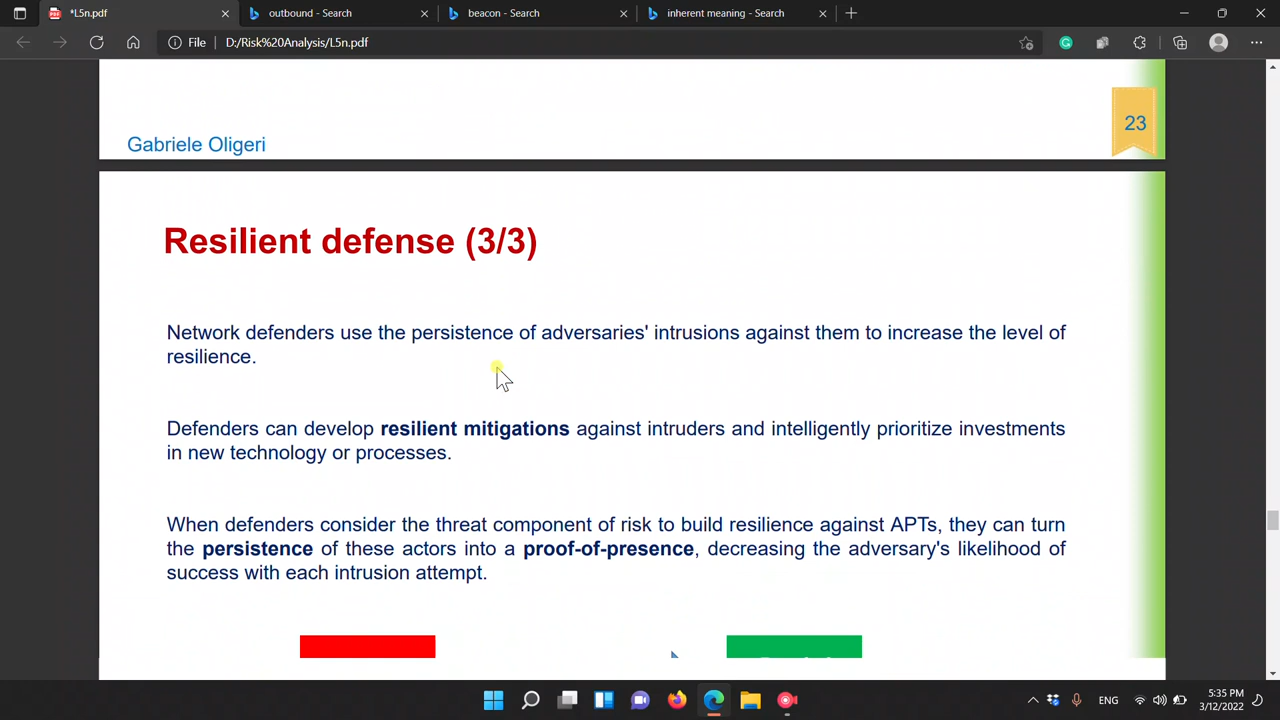 *L5n.pdf
outbound - Search
beacon - Search
inherent meaning - Search
File
D:/Risk%20Analysis/L5n.pdf
Gabriele Oligeri
23
Resilient defense (3/3)
Network defenders use the persistence of adversaries' intrusions against them to increase the level of
resilience.
Defenders can develop resilient mitigations against intruders and intelligently prioritize investments
in new technology or processes.
When defenders consider the threat component of risk to build resilience against APTs, they can turn
the persistence of these actors into a proof-of-presence, decreasing the adversary's likelihood of
success with each intrusion attempt.
ENG
5:35 PM
3/12/2022